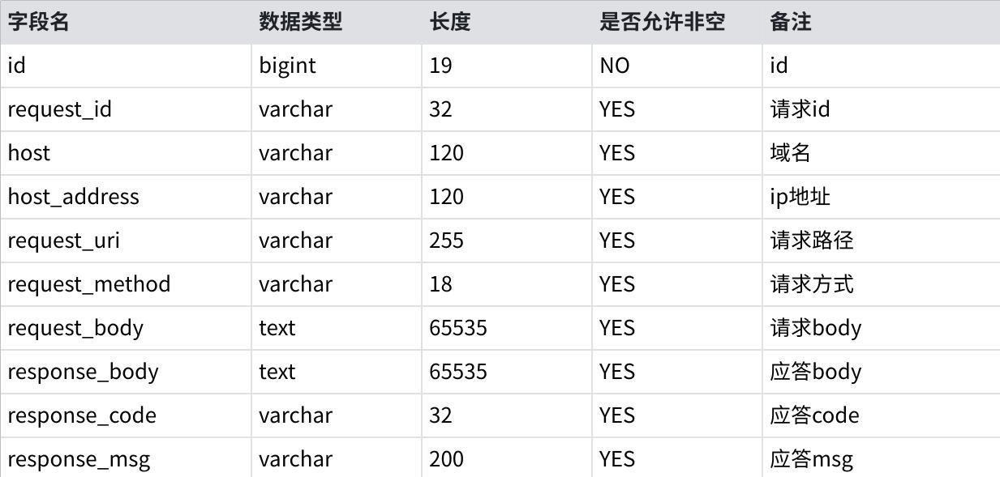 字段名 数据类型 长度 是否允许非空 备注
id bigint 19 NO id
request_id varchar 32 YES 请求id
host varchar 120 YES 域名
host_address varchar 120 YES ip地址
request_uri varchar 255 YES 请求路径
request_method varchar 18 YES 请求方式
request_body text 65535 YES 请求body
response_body text 65535 YES 应答body
response_code varchar 32 YES 应答code
response_msg varchar 200 YES 应答msg